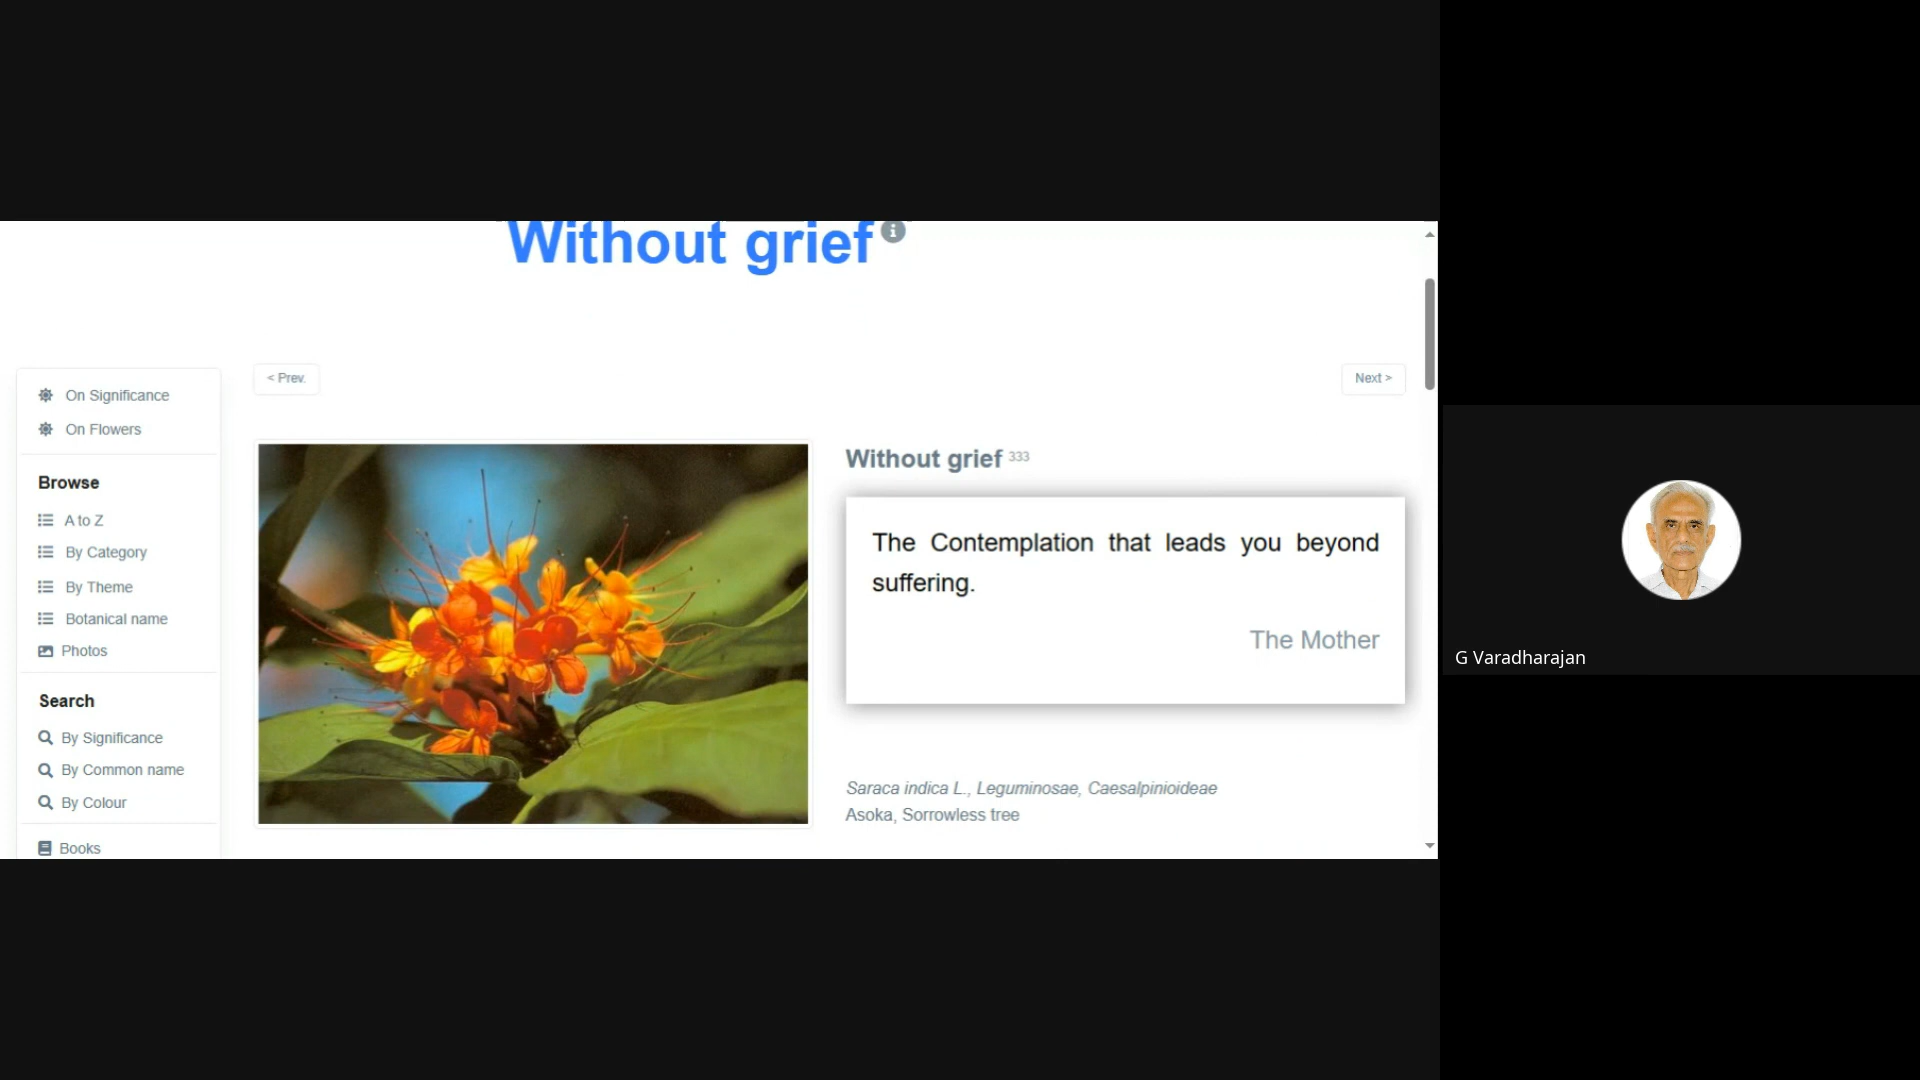 Without grief
< Prev.
Next >
On Significance
On Flowers
Browse
A to Z
By Category
By Theme
Botanical name
Photos
Search
By Significance
By Common name
By Colour
Books
Without grief 333
The Contemplation that leads you beyond
suffering.
The Mother
Saraca indica L., Leguminosae, Caesalpinioideae
Asoka, Sorrowless tree
G Varadharajan